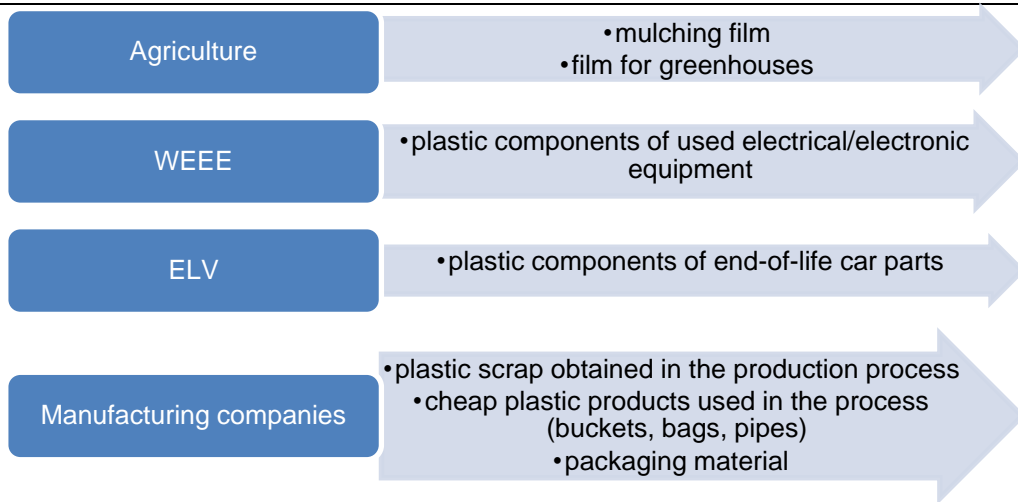 Agriculture
•mulching film
•film for greenhouses
WEEE
•plastic components of used electrical/electronic
equipment
ELV
•plastic components of end-of-life car parts
Manufacturing companies
•plastic scrap obtained in the production process
•cheap plastic products used in the process
(buckets, bags, pipes)
•packaging material